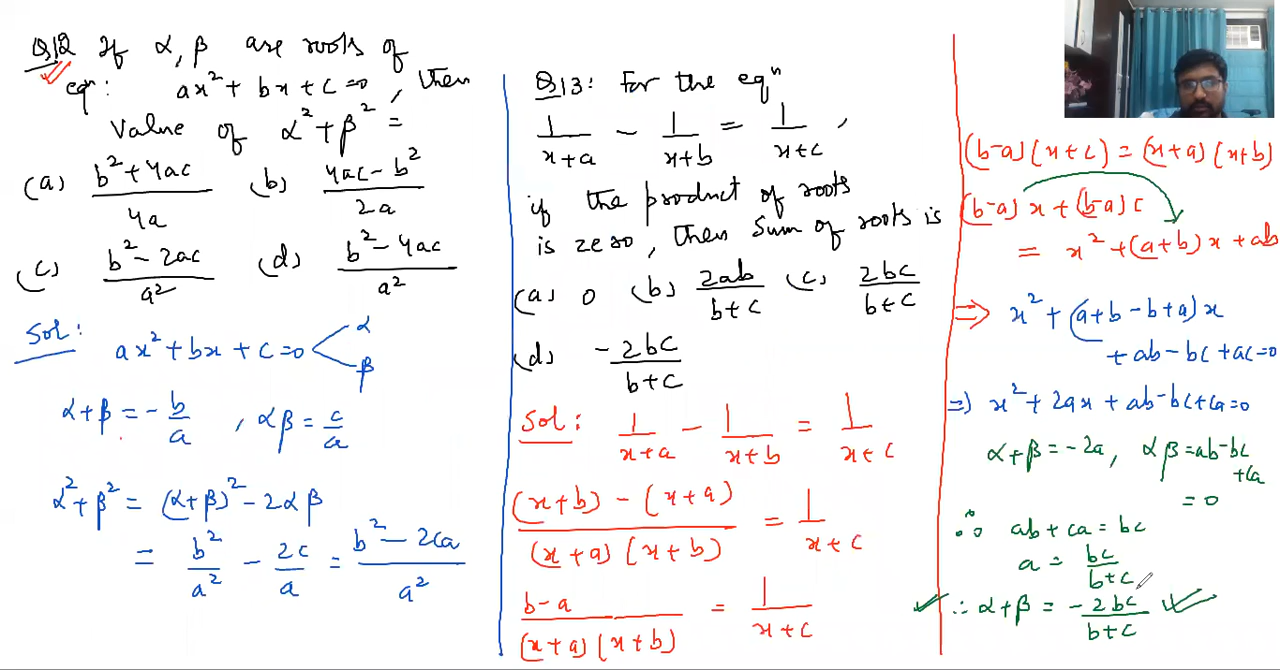 Q.12 If α, β are roots of
eqⁿ: ax² + bx + c = 0, then
Value of α² + β² =
(a) (b² + 4ac)/4a (b) (4ac - b²)/2a
(c) (b² - 2ac)/a² (d) (b² - 4ac)/a²
Sol: ax² + bx + c = 0 < α
β
α + β = - b/a , αβ = c/a
α² + β² = (α + β)² - 2αβ
= b²/a² - 2c/a = (b² - 2ca)/a²
Q.13: For the eqⁿ
1/(x+a) - 1/(x+b) = 1/(x+c) ,
if the product of roots
is zero, then sum of roots is
(a) 0 (b) 2ab/(b+c) (c) 2bc/(b+c)
(d) - 2bc/(b+c)
Sol: 1/(x+a) - 1/(x+b) = 1/(x+c)
((x+b) - (x+a))/((x+a)(x+b)) = 1/(x+c)
(b-a)/((x+a)(x+b)) = 1/(x+c)
(b-a)(x+c) = (x+a)(x+b)
(b-a)x + (b-a)c
= x² + (a+b)x + ab
⇒ x² + (a+b-b+a)x
+ ab - bc + ac = 0
⇒ x² + 2ax + ab - bc + ca = 0
α + β = -2a, αβ = ab - bc
+ ca
= 0
∴ ab + ca = bc
a = bc/(b+c)
∴ α + β = - 2bc/(b+c)